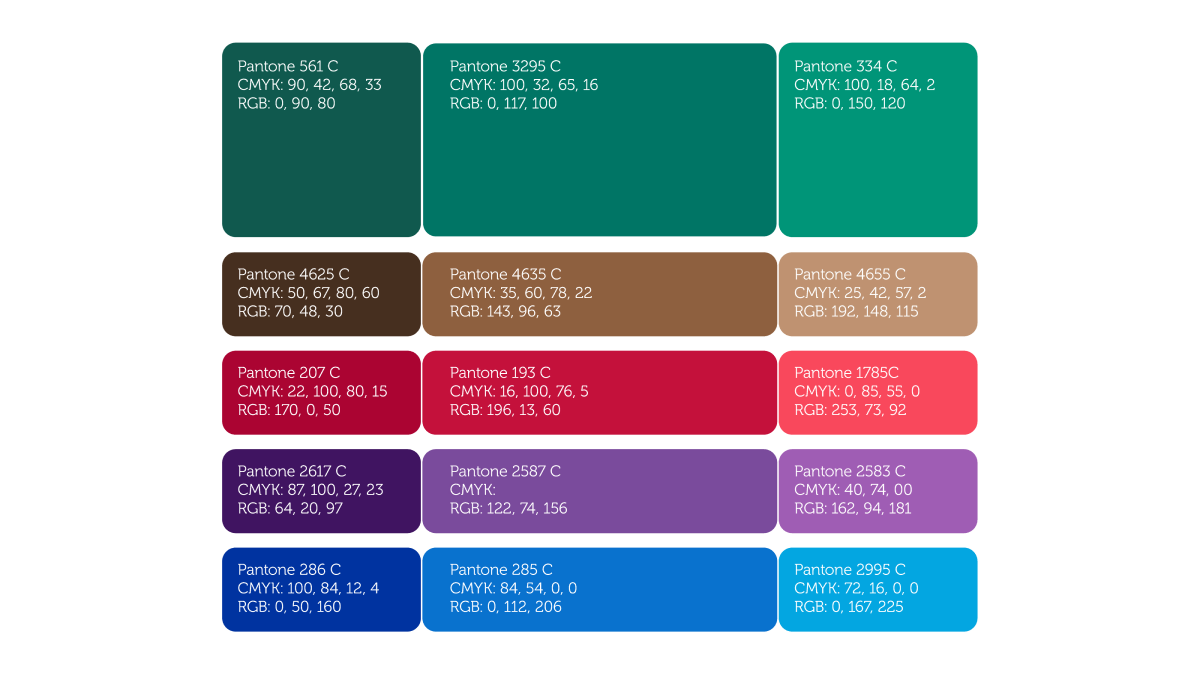 Pantone 561 C
CMYK: 90, 42, 68, 33
RGB: 0, 90, 80
Pantone 3295 C
CMYK: 100, 32, 65, 16
RGB: 0, 117, 100
Pantone 334 C
CMYK: 100, 18, 64, 2
RGB: 0, 150, 120
Pantone 4625 C
CMYK: 50, 67, 80, 60
RGB: 70, 48, 30
Pantone 4635 C
CMYK: 35, 60, 78, 22
RGB: 143, 96, 63
Pantone 4655 C
CMYK: 25, 42, 57, 2
RGB: 192, 148, 115
Pantone 207 C
CMYK: 22, 100, 80, 15
RGB: 170, 0, 50
Pantone 193 C
CMYK: 16, 100, 76, 5
RGB: 196, 13, 60
Pantone 1785C
CMYK: 0, 85, 55, 0
RGB: 253, 73, 92
Pantone 2617 C
CMYK: 87, 100, 27, 23
RGB: 64, 20, 97
Pantone 2587 C
CMYK:
RGB: 122, 74, 156
Pantone 2583 C
CMYK: 40, 74, 00
RGB: 162, 94, 181
Pantone 286 C
CMYK: 100, 84, 12, 4
RGB: 0, 50, 160
Pantone 285 C
CMYK: 84, 54, 0, 0
RGB: 0, 112, 206
Pantone 2995 C
CMYK: 72, 16, 0, 0
RGB: 0, 167, 225